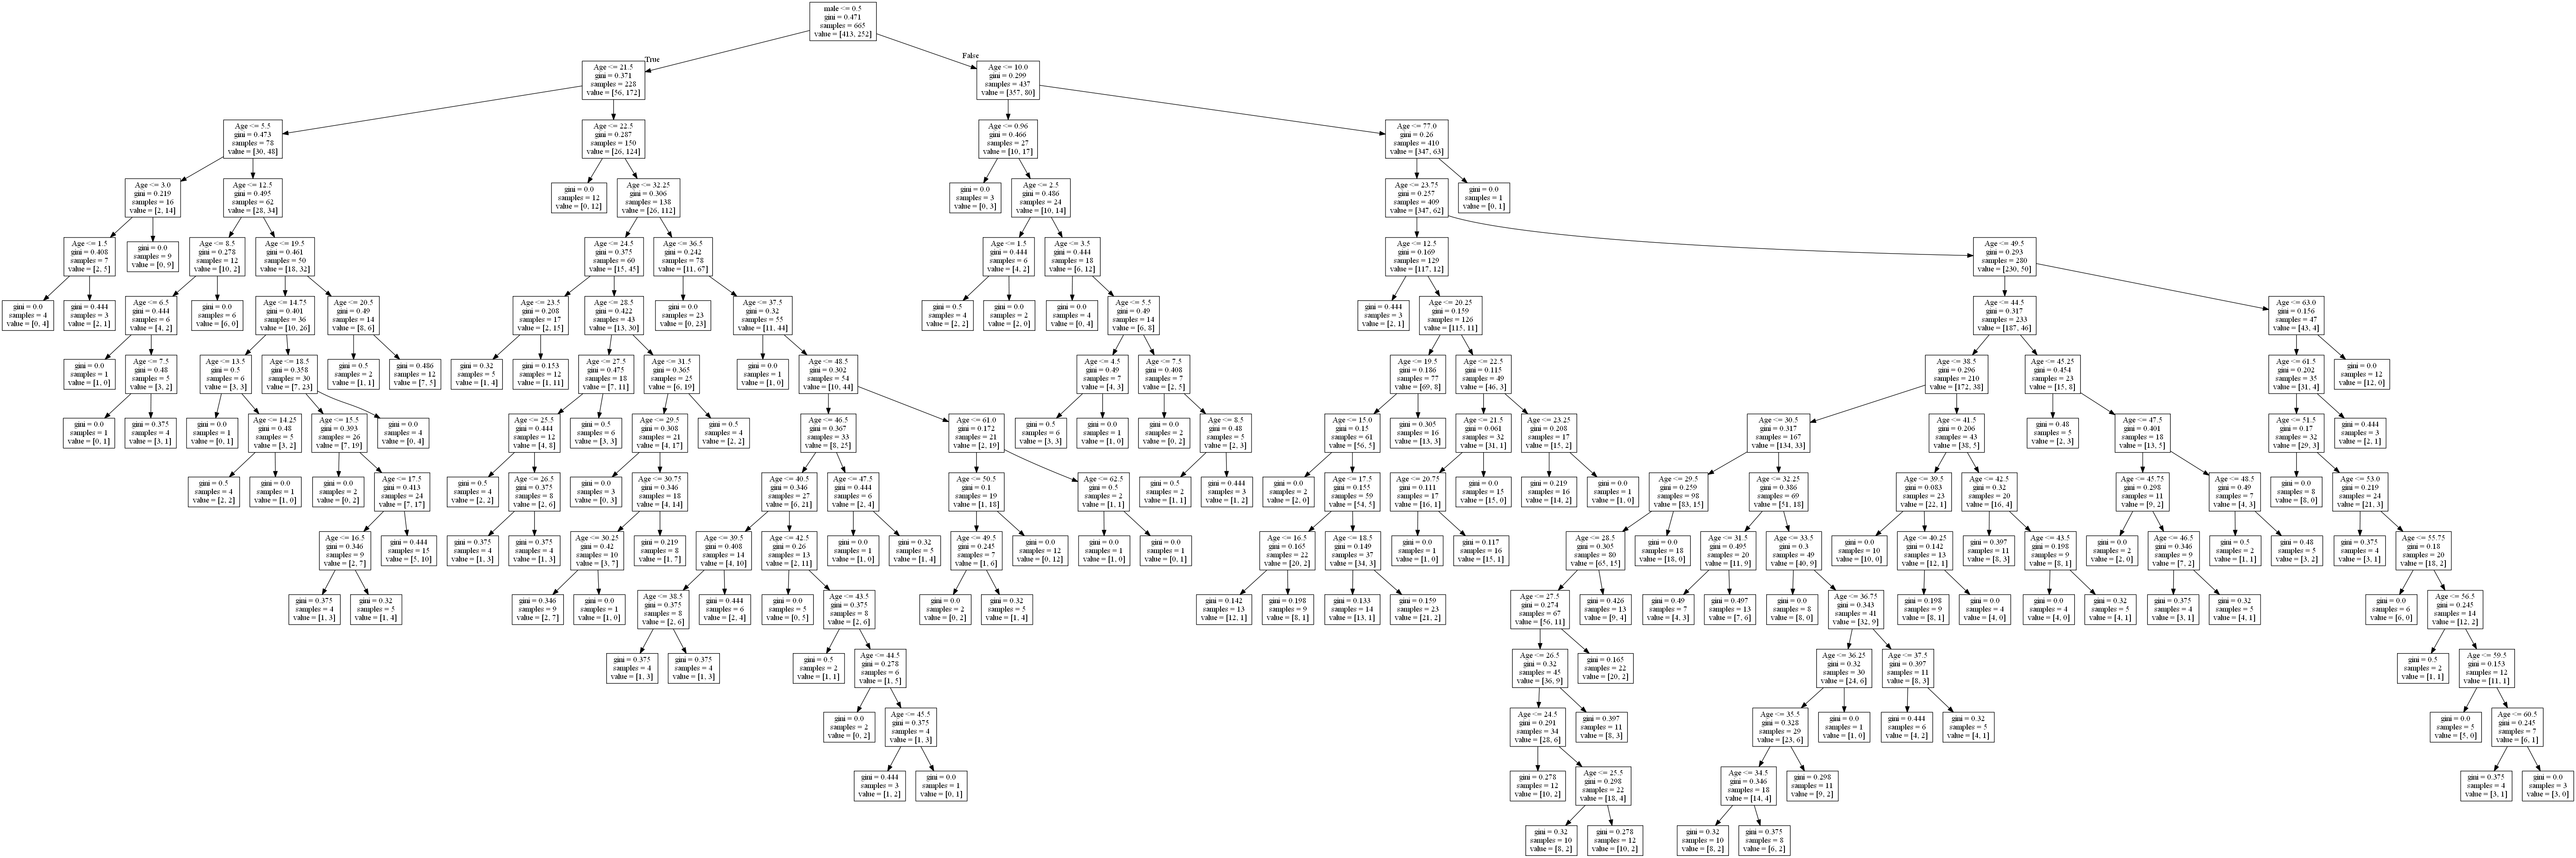 male <= 0.5
gini = 0.471
samples = 665
value = [413, 252]
True
False
Age <= 21.5
gini = 0.371
samples = 228
value = [56, 172]
Age <= 10.0
gini = 0.299
samples = 437
value = [357, 80]
Age <= 5.5
gini = 0.473
samples = 78
value = [30, 48]
Age <= 22.5
gini = 0.287
samples = 150
value = [26, 124]
Age <= 0.96
gini = 0.466
samples = 27
value = [10, 17]
Age <= 77.0
gini = 0.26
samples = 410
value = [347, 63]
Age <= 3.0
gini = 0.219
samples = 16
value = [2, 14]
Age <= 12.5
gini = 0.495
samples = 62
value = [28, 34]
gini = 0.0
samples = 12
value = [0, 12]
Age <= 32.25
gini = 0.306
samples = 138
value = [26, 112]
gini = 0.0
samples = 3
value = [0, 3]
Age <= 2.5
gini = 0.486
samples = 24
value = [10, 14]
Age <= 23.75
gini = 0.257
samples = 409
value = [347, 62]
gini = 0.0
samples = 1
value = [0, 1]
Age <= 1.5
gini = 0.408
samples = 7
value = [2, 5]
gini = 0.0
samples = 9
value = [0, 9]
Age <= 8.5
gini = 0.278
samples = 12
value = [10, 2]
Age <= 19.5
gini = 0.461
samples = 50
value = [18, 32]
Age <= 24.5
gini = 0.375
samples = 60
value = [15, 45]
Age <= 36.5
gini = 0.242
samples = 78
value = [11, 67]
Age <= 1.5
gini = 0.444
samples = 6
value = [4, 2]
Age <= 3.5
gini = 0.444
samples = 18
value = [6, 12]
Age <= 12.5
gini = 0.169
samples = 129
value = [117, 12]
Age <= 49.5
gini = 0.293
samples = 280
value = [230, 50]
gini = 0.0
samples = 4
value = [0, 4]
gini = 0.444
samples = 3
value = [2, 1]
Age <= 6.5
gini = 0.444
samples = 6
value = [4, 2]
gini = 0.0
samples = 6
value = [6, 0]
Age <= 14.75
gini = 0.401
samples = 36
value = [10, 26]
Age <= 20.5
gini = 0.49
samples = 14
value = [8, 6]
Age <= 23.5
gini = 0.208
samples = 17
value = [2, 15]
Age <= 28.5
gini = 0.422
samples = 43
value = [13, 30]
gini = 0.0
samples = 23
value = [0, 23]
Age <= 37.5
gini = 0.32
samples = 55
value = [11, 44]
gini = 0.5
samples = 4
value = [2, 2]
gini = 0.0
samples = 2
value = [2, 0]
gini = 0.0
samples = 4
value = [0, 4]
Age <= 5.5
gini = 0.49
samples = 14
value = [6, 8]
gini = 0.444
samples = 3
value = [2, 1]
Age <= 20.25
gini = 0.159
samples = 126
value = [115, 11]
Age <= 44.5
gini = 0.317
samples = 233
value = [187, 46]
Age <= 63.0
gini = 0.156
samples = 47
value = [43, 4]
gini = 0.0
samples = 1
value = [1, 0]
Age <= 7.5
gini = 0.48
samples = 5
value = [3, 2]
Age <= 13.5
gini = 0.5
samples = 6
value = [3, 3]
Age <= 18.5
gini = 0.358
samples = 30
value = [7, 23]
gini = 0.5
samples = 2
value = [1, 1]
gini = 0.486
samples = 12
value = [7, 5]
gini = 0.32
samples = 5
value = [1, 4]
gini = 0.153
samples = 12
value = [1, 11]
Age <= 27.5
gini = 0.475
samples = 18
value = [7, 11]
Age <= 31.5
gini = 0.365
samples = 25
value = [6, 19]
gini = 0.0
samples = 1
value = [1, 0]
Age <= 48.5
gini = 0.302
samples = 54
value = [10, 44]
Age <= 4.5
gini = 0.49
samples = 7
value = [4, 3]
Age <= 7.5
gini = 0.408
samples = 7
value = [2, 5]
Age <= 19.5
gini = 0.186
samples = 77
value = [69, 8]
Age <= 22.5
gini = 0.115
samples = 49
value = [46, 3]
Age <= 38.5
gini = 0.296
samples = 210
value = [172, 38]
Age <= 45.25
gini = 0.454
samples = 23
value = [15, 8]
Age <= 61.5
gini = 0.202
samples = 35
value = [31, 4]
gini = 0.0
samples = 12
value = [12, 0]
gini = 0.0
samples = 1
value = [0, 1]
gini = 0.375
samples = 4
value = [3, 1]
gini = 0.0
samples = 1
value = [0, 1]
Age <= 14.25
gini = 0.48
samples = 5
value = [3, 2]
Age <= 15.5
gini = 0.393
samples = 26
value = [7, 19]
gini = 0.0
samples = 4
value = [0, 4]
Age <= 25.5
gini = 0.444
samples = 12
value = [4, 8]
gini = 0.5
samples = 6
value = [3, 3]
Age <= 29.5
gini = 0.308
samples = 21
value = [4, 17]
gini = 0.5
samples = 4
value = [2, 2]
Age <= 46.5
gini = 0.367
samples = 33
value = [8, 25]
Age <= 61.0
gini = 0.172
samples = 21
value = [2, 19]
gini = 0.5
samples = 6
value = [3, 3]
gini = 0.0
samples = 1
value = [1, 0]
gini = 0.0
samples = 2
value = [0, 2]
Age <= 8.5
gini = 0.48
samples = 5
value = [2, 3]
Age <= 15.0
gini = 0.15
samples = 61
value = [56, 5]
gini = 0.305
samples = 16
value = [13, 3]
Age <= 21.5
gini = 0.061
samples = 32
value = [31, 1]
Age <= 23.25
gini = 0.208
samples = 17
value = [15, 2]
Age <= 30.5
gini = 0.317
samples = 167
value = [134, 33]
Age <= 41.5
gini = 0.206
samples = 43
value = [38, 5]
gini = 0.48
samples = 5
value = [2, 3]
Age <= 47.5
gini = 0.401
samples = 18
value = [13, 5]
Age <= 51.5
gini = 0.17
samples = 32
value = [29, 3]
gini = 0.444
samples = 3
value = [2, 1]
gini = 0.5
samples = 4
value = [2, 2]
gini = 0.0
samples = 1
value = [1, 0]
gini = 0.0
samples = 2
value = [0, 2]
Age <= 17.5
gini = 0.413
samples = 24
value = [7, 17]
gini = 0.5
samples = 4
value = [2, 2]
Age <= 26.5
gini = 0.375
samples = 8
value = [2, 6]
gini = 0.0
samples = 3
value = [0, 3]
Age <= 30.75
gini = 0.346
samples = 18
value = [4, 14]
Age <= 40.5
gini = 0.346
samples = 27
value = [6, 21]
Age <= 47.5
gini = 0.444
samples = 6
value = [2, 4]
Age <= 50.5
gini = 0.1
samples = 19
value = [1, 18]
Age <= 62.5
gini = 0.5
samples = 2
value = [1, 1]
gini = 0.5
samples = 2
value = [1, 1]
gini = 0.444
samples = 3
value = [1, 2]
gini = 0.0
samples = 2
value = [2, 0]
Age <= 17.5
gini = 0.155
samples = 59
value = [54, 5]
Age <= 20.75
gini = 0.111
samples = 17
value = [16, 1]
gini = 0.0
samples = 15
value = [15, 0]
gini = 0.219
samples = 16
value = [14, 2]
gini = 0.0
samples = 1
value = [1, 0]
Age <= 29.5
gini = 0.259
samples = 98
value = [83, 15]
Age <= 32.25
gini = 0.386
samples = 69
value = [51, 18]
Age <= 39.5
gini = 0.083
samples = 23
value = [22, 1]
Age <= 42.5
gini = 0.32
samples = 20
value = [16, 4]
Age <= 45.75
gini = 0.298
samples = 11
value = [9, 2]
Age <= 48.5
gini = 0.49
samples = 7
value = [4, 3]
gini = 0.0
samples = 8
value = [8, 0]
Age <= 53.0
gini = 0.219
samples = 24
value = [21, 3]
Age <= 16.5
gini = 0.346
samples = 9
value = [2, 7]
gini = 0.444
samples = 15
value = [5, 10]
gini = 0.375
samples = 4
value = [1, 3]
gini = 0.375
samples = 4
value = [1, 3]
Age <= 30.25
gini = 0.42
samples = 10
value = [3, 7]
gini = 0.219
samples = 8
value = [1, 7]
Age <= 39.5
gini = 0.408
samples = 14
value = [4, 10]
Age <= 42.5
gini = 0.26
samples = 13
value = [2, 11]
gini = 0.0
samples = 1
value = [1, 0]
gini = 0.32
samples = 5
value = [1, 4]
Age <= 49.5
gini = 0.245
samples = 7
value = [1, 6]
gini = 0.0
samples = 12
value = [0, 12]
gini = 0.0
samples = 1
value = [1, 0]
gini = 0.0
samples = 1
value = [0, 1]
Age <= 16.5
gini = 0.165
samples = 22
value = [20, 2]
Age <= 18.5
gini = 0.149
samples = 37
value = [34, 3]
gini = 0.0
samples = 1
value = [1, 0]
gini = 0.117
samples = 16
value = [15, 1]
Age <= 28.5
gini = 0.305
samples = 80
value = [65, 15]
gini = 0.0
samples = 18
value = [18, 0]
Age <= 31.5
gini = 0.495
samples = 20
value = [11, 9]
Age <= 33.5
gini = 0.3
samples = 49
value = [40, 9]
gini = 0.0
samples = 10
value = [10, 0]
Age <= 40.25
gini = 0.142
samples = 13
value = [12, 1]
gini = 0.397
samples = 11
value = [8, 3]
Age <= 43.5
gini = 0.198
samples = 9
value = [8, 1]
gini = 0.0
samples = 2
value = [2, 0]
Age <= 46.5
gini = 0.346
samples = 9
value = [7, 2]
gini = 0.5
samples = 2
value = [1, 1]
gini = 0.48
samples = 5
value = [3, 2]
gini = 0.375
samples = 4
value = [3, 1]
Age <= 55.75
gini = 0.18
samples = 20
value = [18, 2]
gini = 0.375
samples = 4
value = [1, 3]
gini = 0.32
samples = 5
value = [1, 4]
gini = 0.346
samples = 9
value = [2, 7]
gini = 0.0
samples = 1
value = [1, 0]
Age <= 38.5
gini = 0.375
samples = 8
value = [2, 6]
gini = 0.444
samples = 6
value = [2, 4]
gini = 0.0
samples = 5
value = [0, 5]
Age <= 43.5
gini = 0.375
samples = 8
value = [2, 6]
gini = 0.0
samples = 2
value = [0, 2]
gini = 0.32
samples = 5
value = [1, 4]
gini = 0.142
samples = 13
value = [12, 1]
gini = 0.198
samples = 9
value = [8, 1]
gini = 0.133
samples = 14
value = [13, 1]
gini = 0.159
samples = 23
value = [21, 2]
Age <= 27.5
gini = 0.274
samples = 67
value = [56, 11]
gini = 0.426
samples = 13
value = [9, 4]
gini = 0.49
samples = 7
value = [4, 3]
gini = 0.497
samples = 13
value = [7, 6]
gini = 0.0
samples = 8
value = [8, 0]
Age <= 36.75
gini = 0.343
samples = 41
value = [32, 9]
gini = 0.198
samples = 9
value = [8, 1]
gini = 0.0
samples = 4
value = [4, 0]
gini = 0.0
samples = 4
value = [4, 0]
gini = 0.32
samples = 5
value = [4, 1]
gini = 0.375
samples = 4
value = [3, 1]
gini = 0.32
samples = 5
value = [4, 1]
gini = 0.0
samples = 6
value = [6, 0]
Age <= 56.5
gini = 0.245
samples = 14
value = [12, 2]
gini = 0.375
samples = 4
value = [1, 3]
gini = 0.375
samples = 4
value = [1, 3]
gini = 0.5
samples = 2
value = [1, 1]
Age <= 44.5
gini = 0.278
samples = 6
value = [1, 5]
Age <= 26.5
gini = 0.32
samples = 45
value = [36, 9]
gini = 0.165
samples = 22
value = [20, 2]
Age <= 36.25
gini = 0.32
samples = 30
value = [24, 6]
Age <= 37.5
gini = 0.397
samples = 11
value = [8, 3]
gini = 0.5
samples = 2
value = [1, 1]
Age <= 59.5
gini = 0.153
samples = 12
value = [11, 1]
gini = 0.0
samples = 2
value = [0, 2]
Age <= 45.5
gini = 0.375
samples = 4
value = [1, 3]
Age <= 24.5
gini = 0.291
samples = 34
value = [28, 6]
gini = 0.397
samples = 11
value = [8, 3]
Age <= 35.5
gini = 0.328
samples = 29
value = [23, 6]
gini = 0.0
samples = 1
value = [1, 0]
gini = 0.444
samples = 6
value = [4, 2]
gini = 0.32
samples = 5
value = [4, 1]
gini = 0.0
samples = 5
value = [5, 0]
Age <= 60.5
gini = 0.245
samples = 7
value = [6, 1]
gini = 0.444
samples = 3
value = [1, 2]
gini = 0.0
samples = 1
value = [0, 1]
gini = 0.278
samples = 12
value = [10, 2]
Age <= 25.5
gini = 0.298
samples = 22
value = [18, 4]
Age <= 34.5
gini = 0.346
samples = 18
value = [14, 4]
gini = 0.298
samples = 11
value = [9, 2]
gini = 0.375
samples = 4
value = [3, 1]
gini = 0.0
samples = 3
value = [3, 0]
gini = 0.32
samples = 10
value = [8, 2]
gini = 0.278
samples = 12
value = [10, 2]
gini = 0.32
samples = 10
value = [8, 2]
gini = 0.375
samples = 8
value = [6, 2]